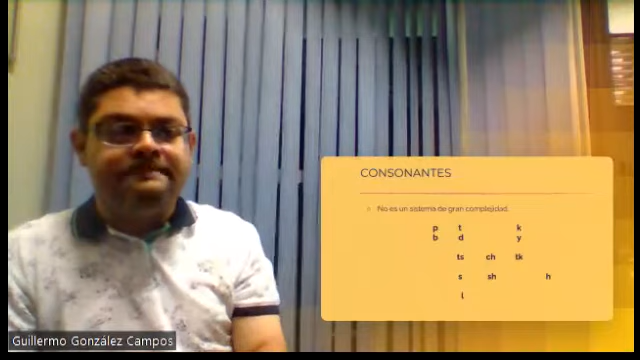 CONSONANTES
No es un sistema de gran complejidad.
p t k
b d y
ts ch tk
s sh h
l
Guillermo González Campos